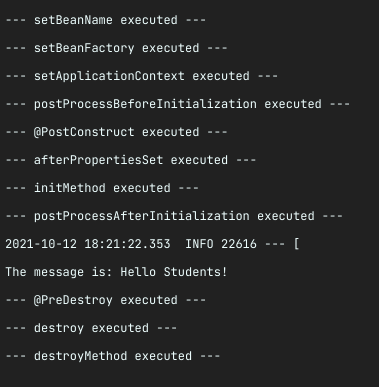 --- setBeanName executed ---
--- setBeanFactory executed ---
--- setApplicationContext executed ---
--- postProcessBeforeInitialization executed ---
--- @PostConstruct executed ---
--- afterPropertiesSet executed ---
--- initMethod executed ---
--- postProcessAfterInitialization executed ---
2021-10-12 18:21:22.353  INFO 22616 --- [
The message is: Hello Students!
--- @PreDestroy executed ---
--- destroy executed ---
--- destroyMethod executed ---